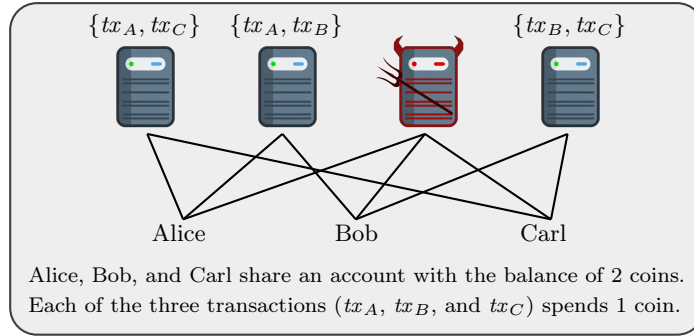 {tx_A, tx_C} {tx_A, tx_B} {tx_B, tx_C}
Alice Bob Carl
Alice, Bob, and Carl share an account with the balance of 2 coins.
Each of the three transactions (tx_A, tx_B, and tx_C) spends 1 coin.